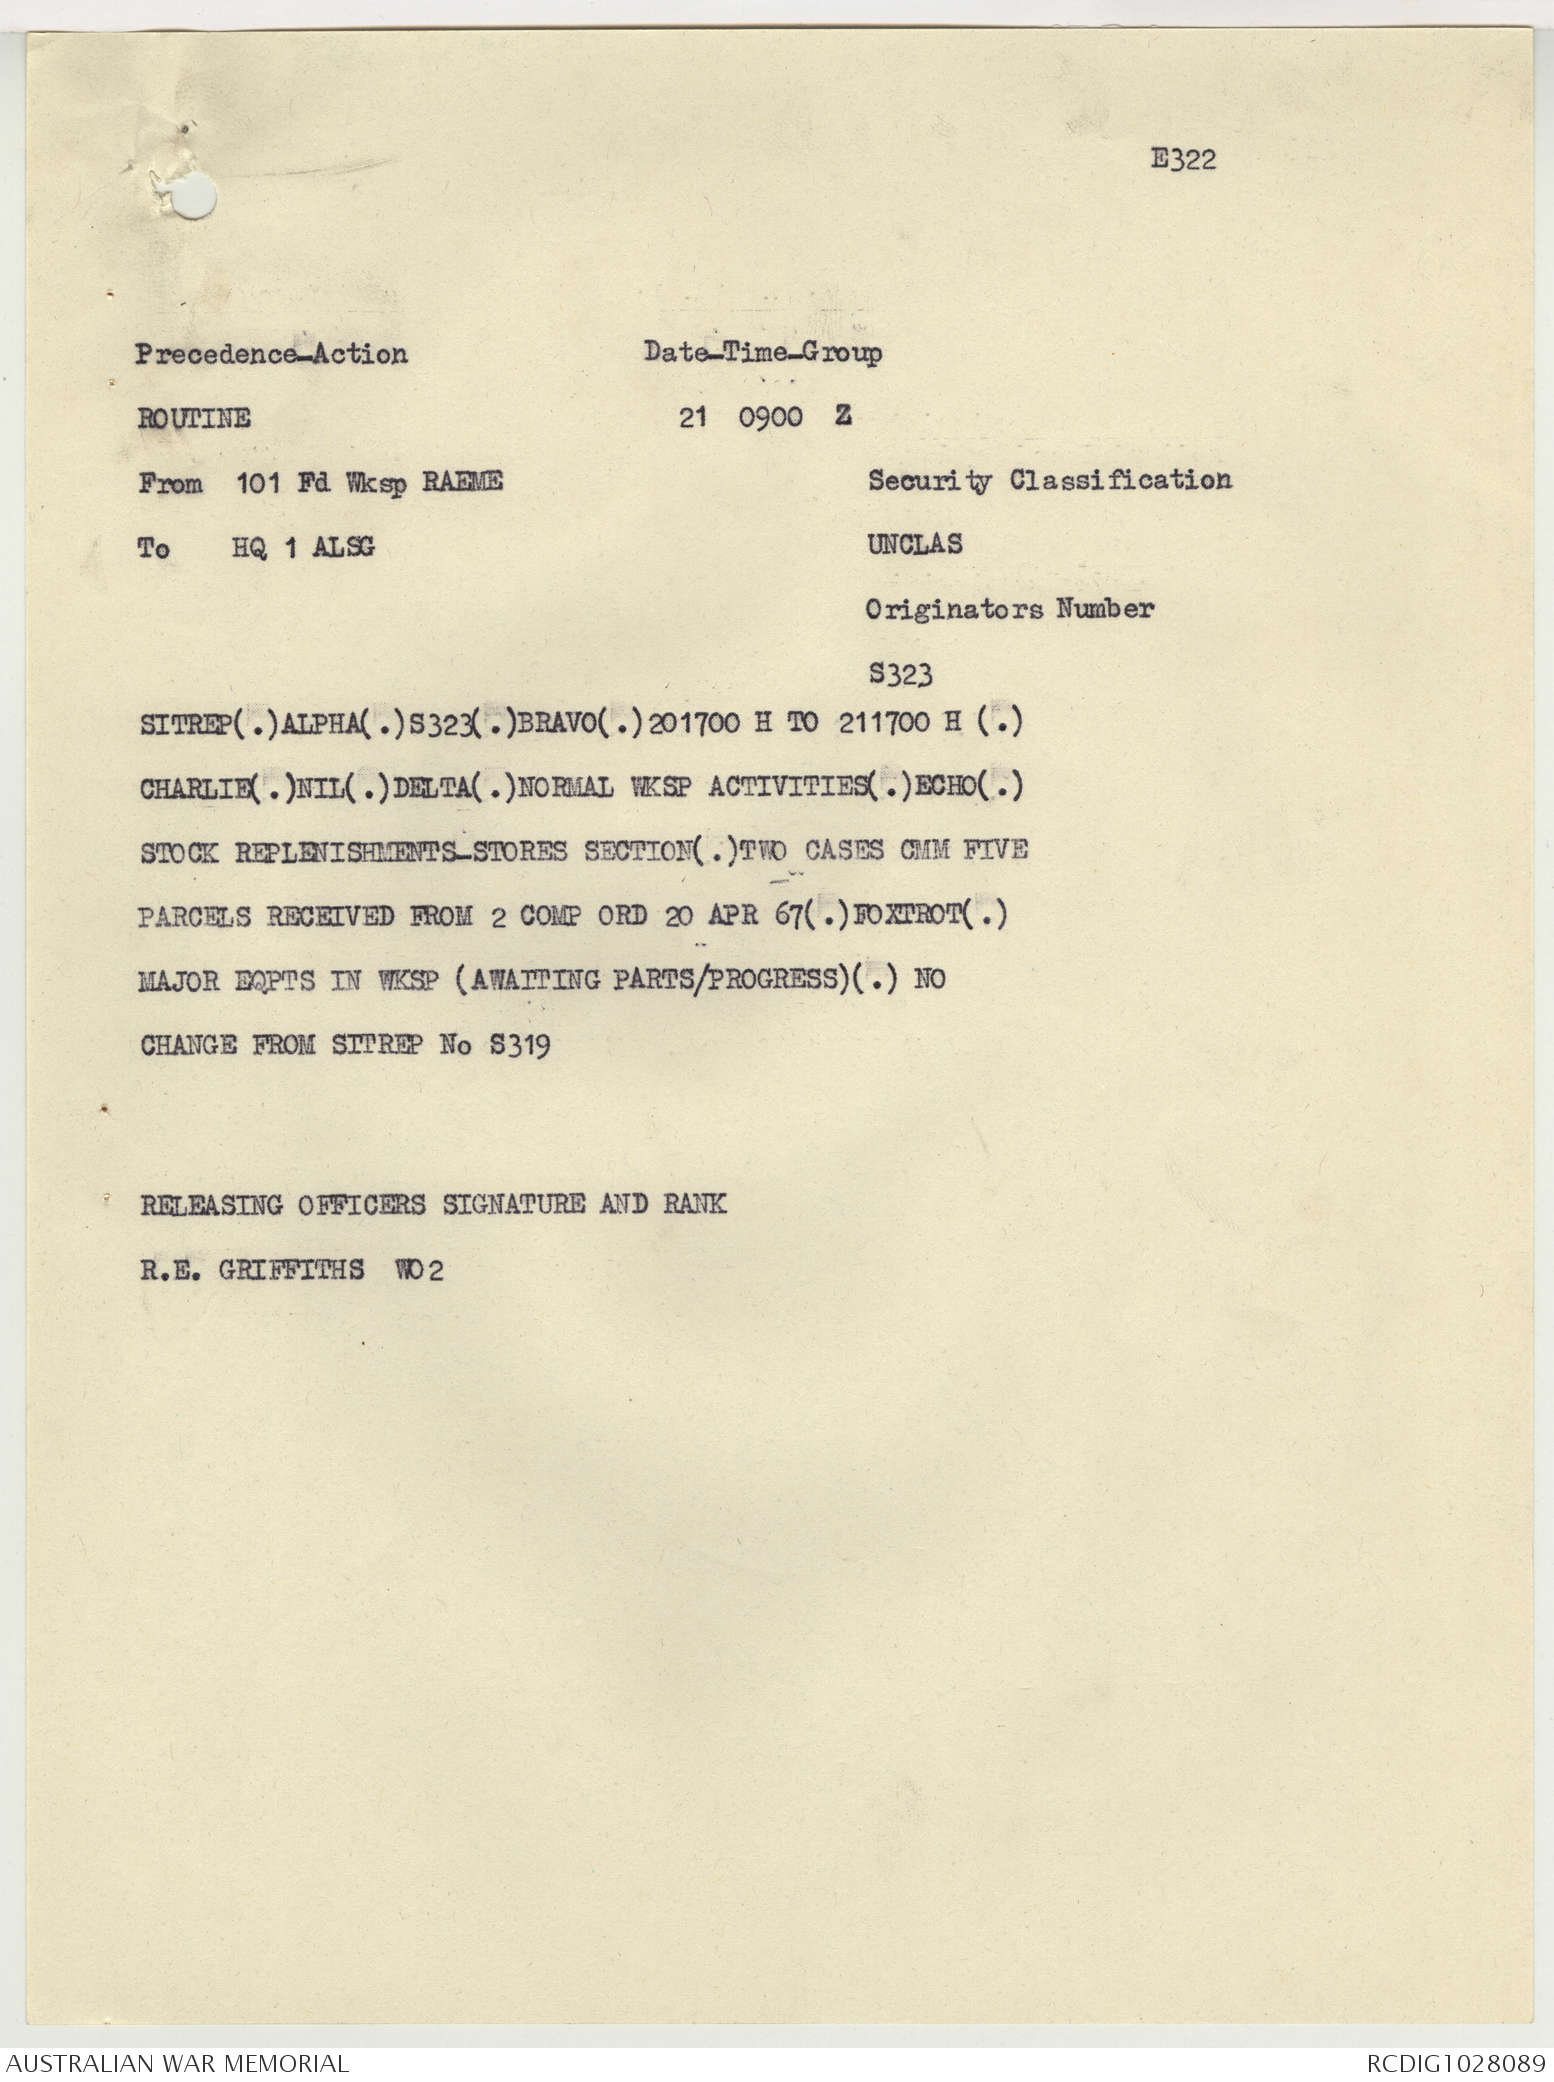 E322
Precedence-Action Date-Time-Group
ROUTINE 21 0900 Z
From 101 Fd Wksp RAEME Security Classification
To HQ 1 ALSG UNCLAS
Originators Number
S323
SITREP(.)ALPHA(.)S323(.)BRAVO(.)201700 H TO 211700 H (.)
CHARLIE(.)NIL(.)DELTA(.)NORMAL WKSP ACTIVITIES(.)ECHO(.)
STOCK REPLENISHMENTS-STORES SECTION(.)TWO CASES CMM FIVE
PARCELS RECEIVED FROM 2 COMP ORD 20 APR 67(.)FOXTROT(.)
MAJOR EQPTS IN WKSP (AWAITING PARTS/PROGRESS)(.) NO
CHANGE FROM SITREP No S319
RELEASING OFFICERS SIGNATURE AND RANK
R.E. GRIFFITHS WO2
AUSTRALIAN WAR MEMORIAL RCDIG1028089